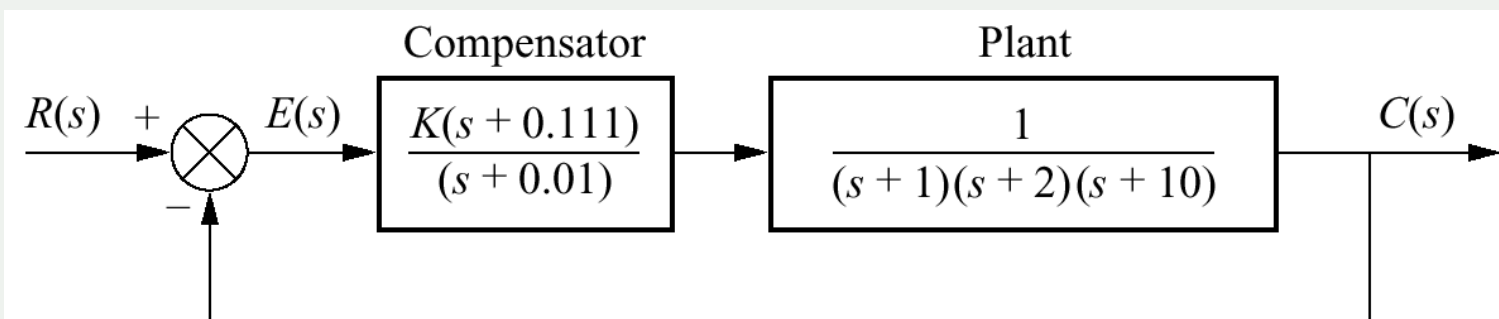 Compensator Plant
R(s) + E(s) K(s + 0.111) 1 C(s)
(s + 0.01) (s + 1)(s + 2)(s + 10)
−